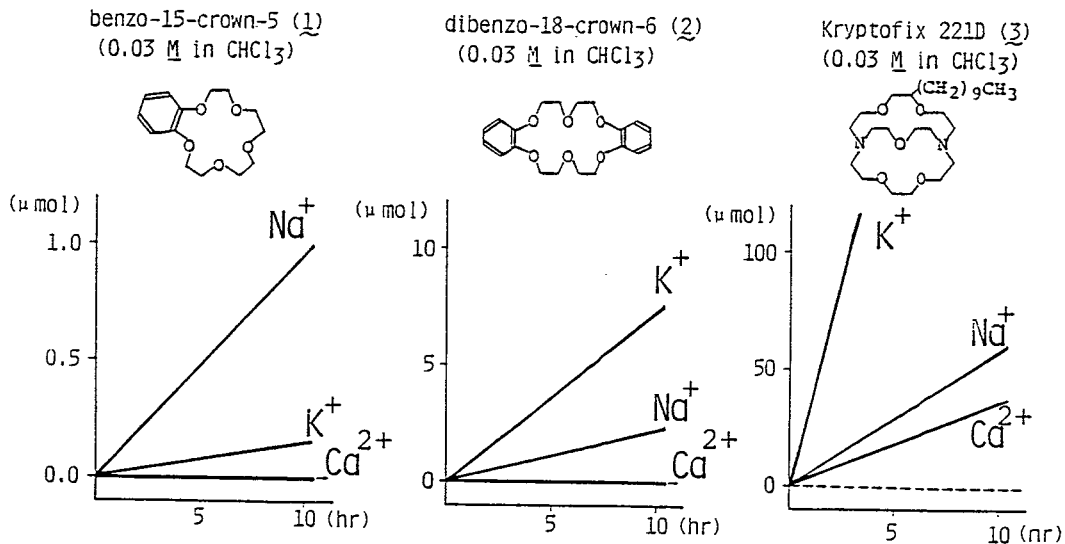 benzo-15-crown-5 (1)
(0.03 M in CHCl3)
dibenzo-18-crown-6 (2)
(0.03 M in CHCl3)
Kryptofix 221D (3)
(0.03 M in CHCl3)
O
O
O
O
O
O
O
O
O
O
O
(CH2)9CH3
N
O
N
O
O
(μ mol)
1.0
0.5
0.0
Na+
K+
Ca2+
5
10 (hr)
(μ mol)
10
5
0
K+
Na+
Ca2+
5
10 (hr)
(μ mol)
100
50
0
K+
Na+
Ca2+
5
10 (nr)